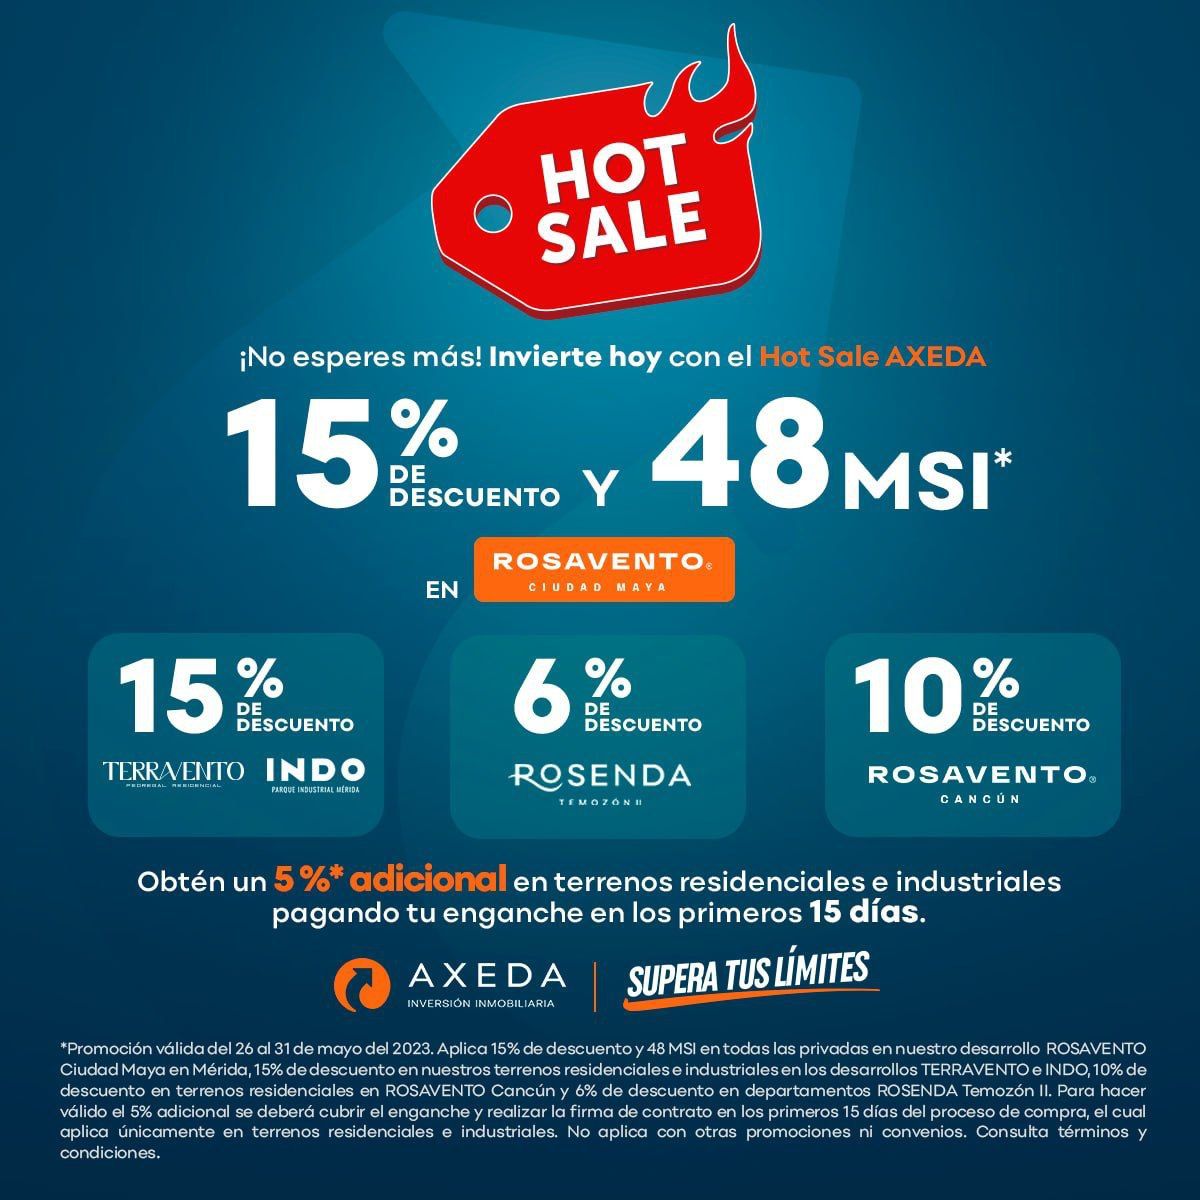 HOT
SALE
¡No esperes más! Invierte hoy con el Hot Sale AXEDA
15% DE DESCUENTO Y 48 MSI*
EN ROSAVENTO®
CIUDAD MAYA
15% DE DESCUENTO
TERRAVENTO
PEDREGAL RESIDENCIAL
INDO
PARQUE INDUSTRIAL MÉRIDA
6% DE DESCUENTO
ROSENDA
TEMOZÓN II
10% DE DESCUENTO
ROSAVENTO®
CANCÚN
Obtén un 5%* adicional en terrenos residenciales e industriales
pagando tu enganche en los primeros 15 días.
AXEDA
INVERSIÓN INMOBILIARIA
SUPERA TUS LÍMITES
*Promoción válida del 26 al 31 de mayo del 2023. Aplica 15% de descuento y 48 MSI en todas las privadas en nuestro desarrollo ROSAVENTO
Ciudad Maya en Mérida, 15% de descuento en nuestros terrenos residenciales e industriales en los desarrollos TERRAVENTO e INDO, 10% de
descuento en terrenos residenciales en ROSAVENTO Cancún y 6% de descuento en departamentos ROSENDA Temozón II. Para hacer
válido el 5% adicional se deberá cubrir el enganche y realizar la firma de contrato en los primeros 15 días del proceso de compra, el cual
aplica únicamente en terrenos residenciales e industriales. No aplica con otras promociones ni convenios. Consulta términos y
condiciones.